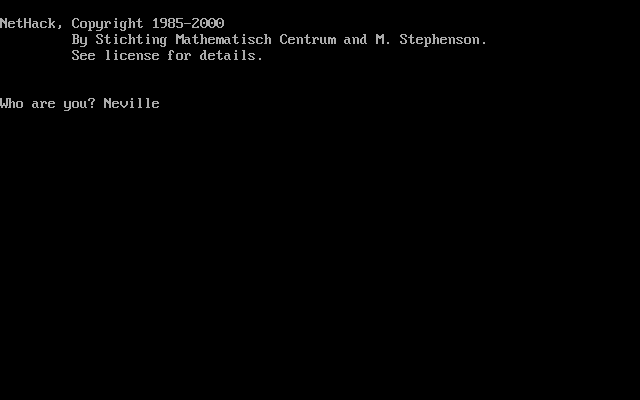 NetHack, Copyright 1985-2000
By Stichting Mathematisch Centrum and M. Stephenson.
See license for details.
Who are you? Neville